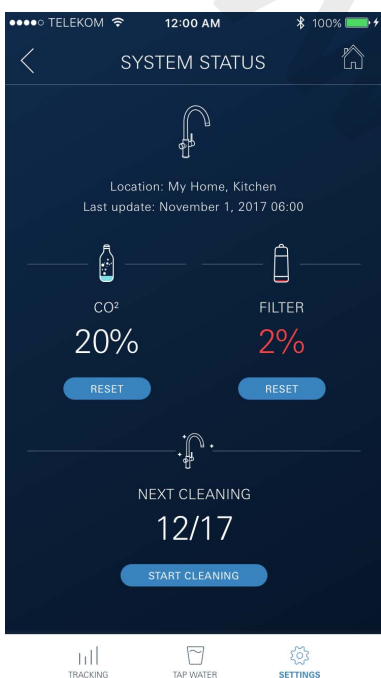 TELEKOM 12:00 AM 100%
SYSTEM STATUS
Location: My Home, Kitchen
Last update: November 1, 2017 06:00
CO² FILTER
20% 2%
RESET RESET
NEXT CLEANING
12/17
START CLEANING
TRACKING TAP WATER SETTINGS